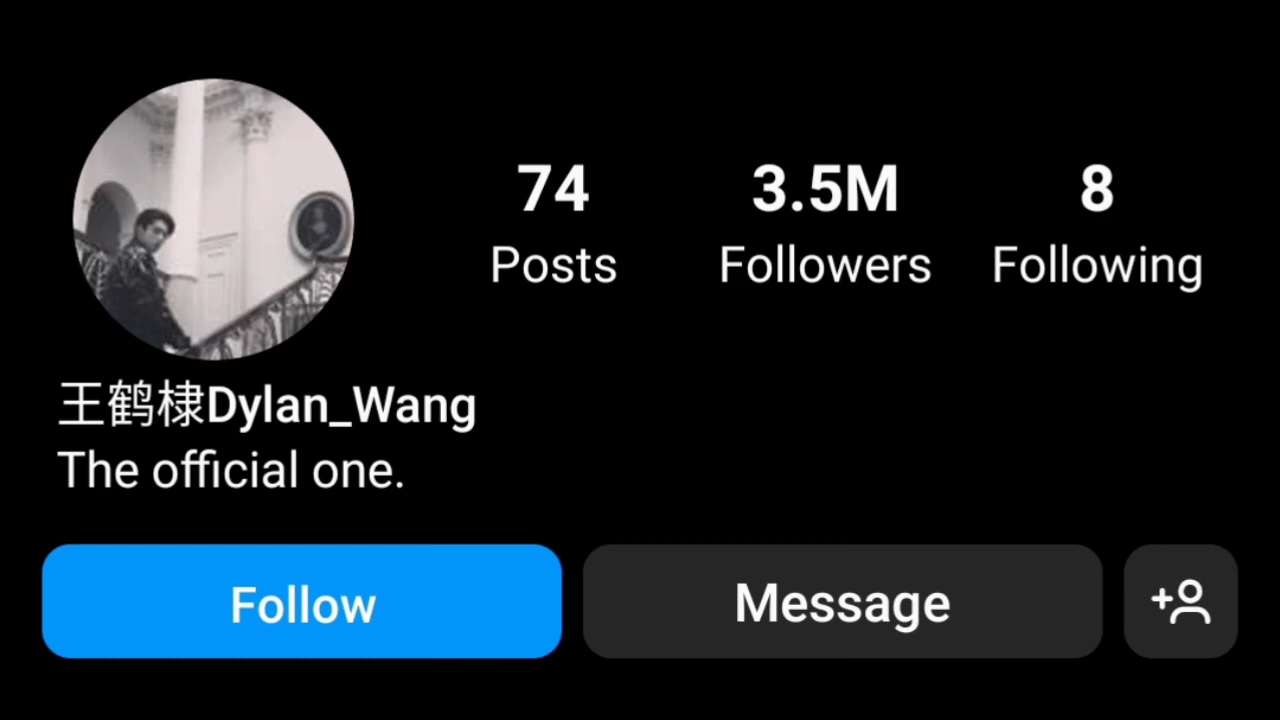 74 3.5M 8
Posts Followers Following
王鹤棣Dylan_Wang
The official one.
Follow Message